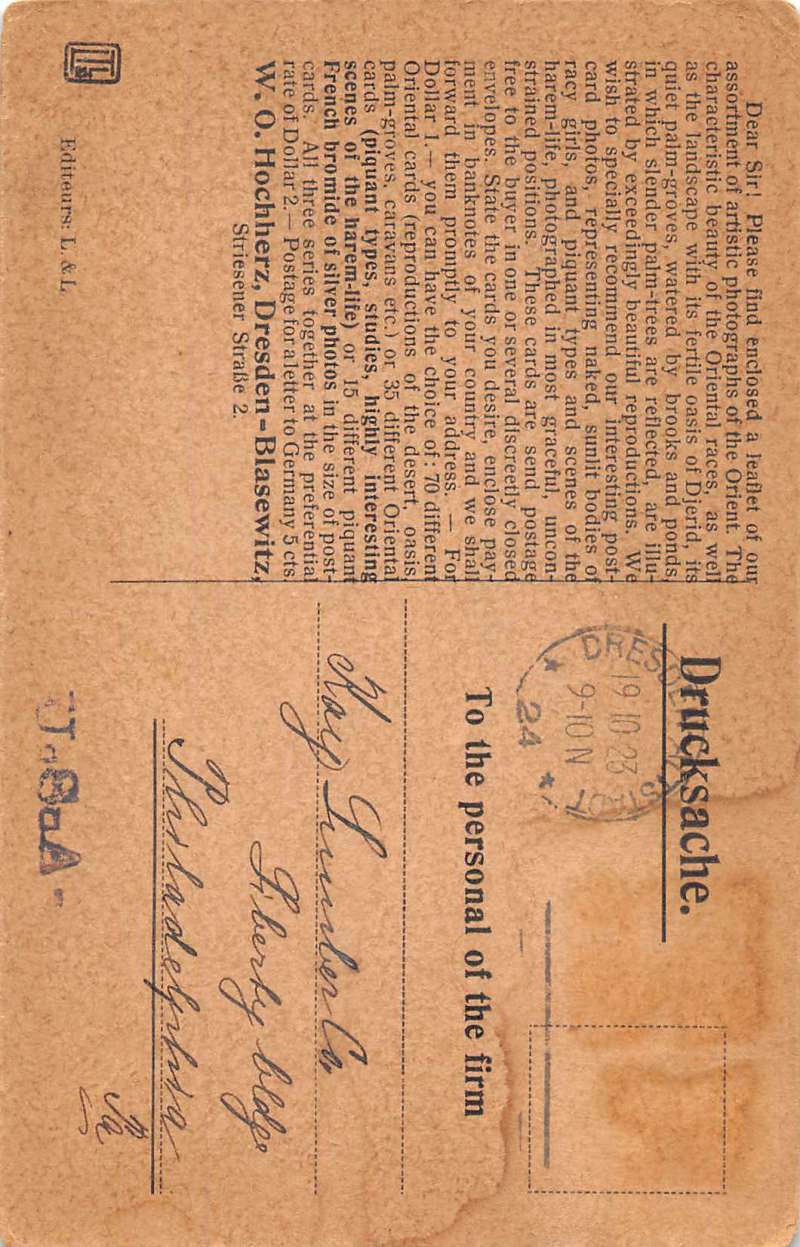 Dear Sir! Please find enclosed a leaflet of our
assortment of artistic photographs of the Orient. The
characteristic beauty of the Oriental races, as well
as the landscape with its fertile oasis of Djerid, its
quiet palm-groves, watered by brooks and ponds,
in which slender palm-trees are reflected, are illu-
strated by exceedingly beautiful reproductions. We
wish to specially recommend our interesting post-
card photos, representing naked, sunlit bodies of
racy girls, and piquant types and scenes of the
harem-life, photographed in most graceful, uncon-
strained positions. These cards are send postage
free to the buyer in one or several discreetly closed
envelopes. State the cards you desire, enclose pay-
ment in banknotes of your country and we shall
forward them promptly to your address. — For
Dollar 1.— you can have the choice of: 70 different
Oriental cards (reproductions of the desert, oasis,
palm-groves, caravans etc.) or 35 different Oriental
cards (piquant types, studies, highly interesting
scenes of the harem-life) or 15 different piquant
French bromide of silver photos in the size of post-
cards. All three series together at the preferential
rate of Dollar 2.— Postage for a letter to Germany 5 cts.
W. O. Hochherz, Dresden-Blasewitz,
Striesener Straße 2.
Editeurs: L. & L.
Drucksache.
DRESDEN ALTSTADT
19 10 23
9-10 N
* 24 *
To the personal of the firm
Kay Lumber Co
Liberty Bldge
Philadelphia
Pa
U.S.A.